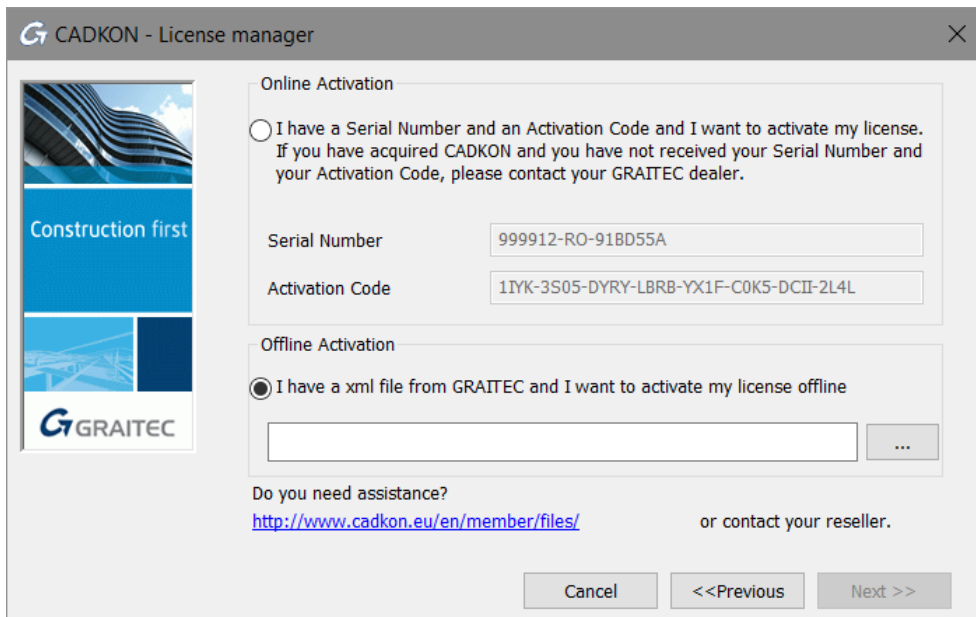 CADKON - License manager
Construction first
GRAITEC
Online Activation
I have a Serial Number and an Activation Code and I want to activate my license.
If you have acquired CADKON and you have not received your Serial Number and
your Activation Code, please contact your GRAITEC dealer.
Serial Number 999912-RO-91BD55A
Activation Code 1IYK-3S05-DYRY-LBRB-YX1F-C0K5-DCII-2L4L
Offline Activation
I have a xml file from GRAITEC and I want to activate my license offline
...
Do you need assistance?
http://www.cadkon.eu/en/member/files/ or contact your reseller.
Cancel <<Previous Next >>